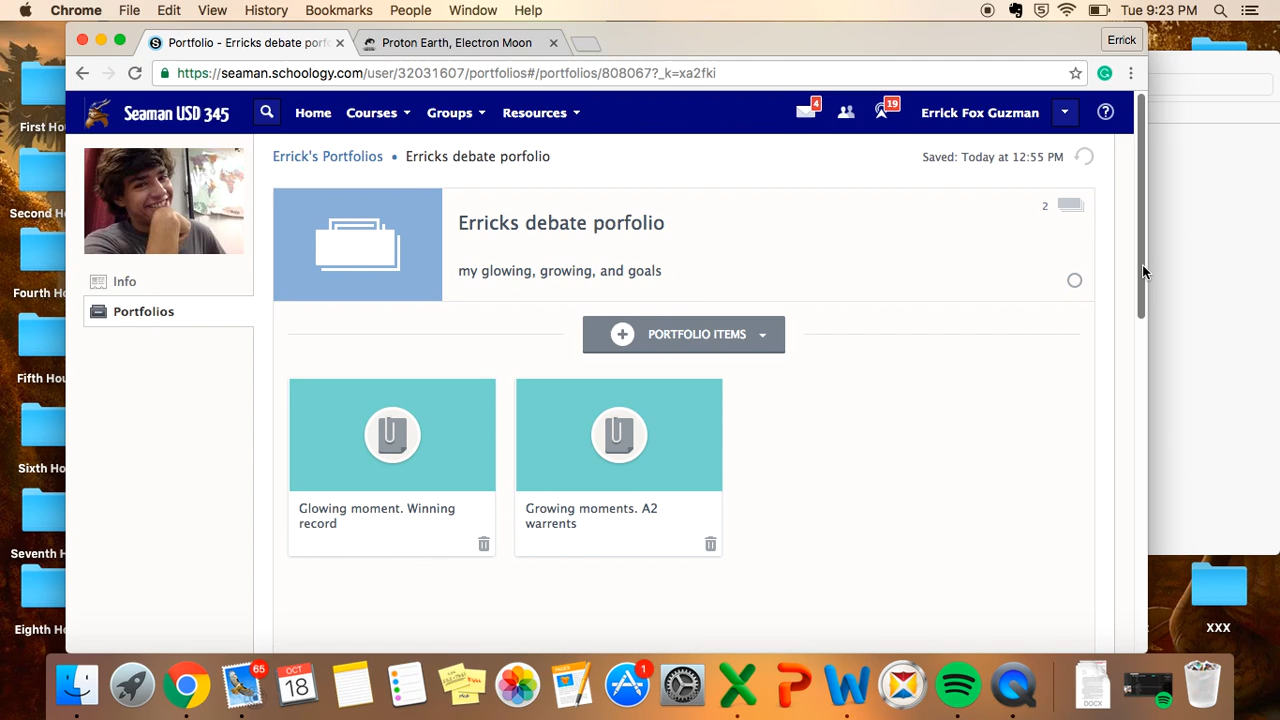 Chrome File Edit View History Bookmarks People Window Help Tue 9:23 PM
Portfolio - Erricks debate porfo Proton Earth, Electron Moon Errick
https://seaman.schoology.com/user/32031607/portfolios#/portfolios/808067?_k=xa2fki
Seaman USD 345 Home Courses Groups Resources 4 19 Errick Fox Guzman
Errick's Portfolios • Erricks debate porfolio Saved: Today at 12:55 PM
Erricks debate porfolio 2
my glowing, growing, and goals
Info
Portfolios
PORTFOLIO ITEMS
Glowing moment. Winning
record
Growing moments. A2
warrents
First Ho
Second Ho
Fourth Ho
Fifth Hou
Sixth Ho
Seventh Ho
Eighth Ho
XXX
65 OCT 18 PAGES 1 DOCX